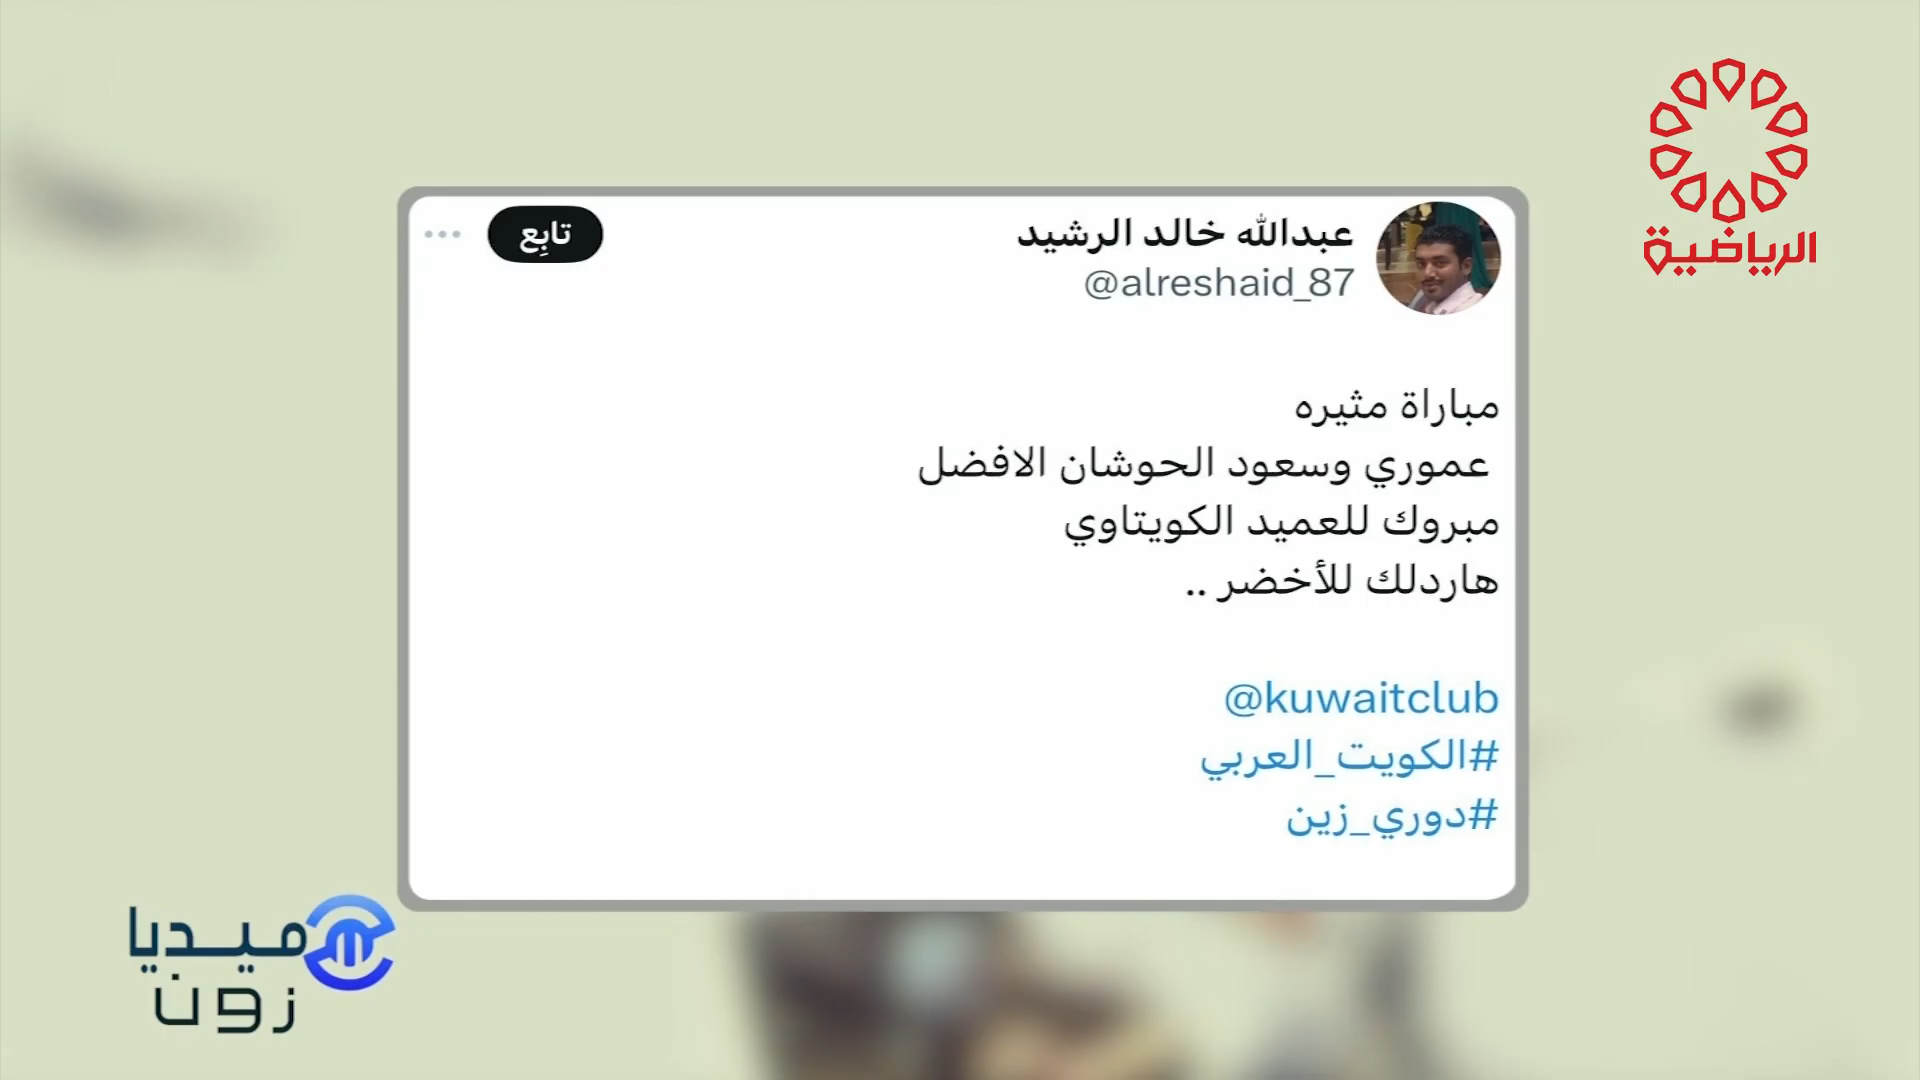 الرياضية
عبدالله خالد الرشيد
@alreshaid_87
تابِع
مباراة مثيره
عموري وسعود الحوشان الافضل
مبروك للعميد الكويتاوي
هاردلك للأخضر ..
@kuwaitclub
#الكويت_العربي
#دوري_زين
ميديا
زون